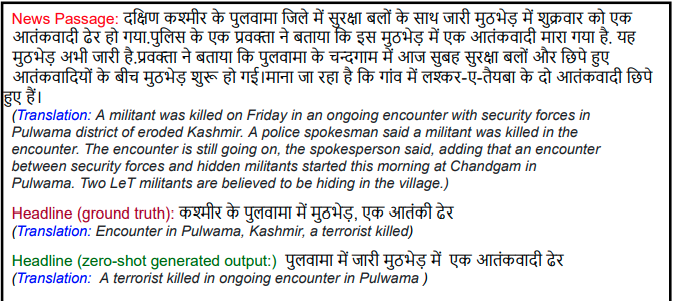 News Passage: दक्षिण कश्मीर के पुलवामा जिले में सुरक्षा बलों के साथ जारी मुठभेड़ में शुक्रवार को एक
आतंकवादी ढेर हो गया.पुलिस के एक प्रवक्ता ने बताया कि इस मुठभेड़ में एक आतंकवादी मारा गया है. यह
मुठभेड़ अभी जारी है.प्रवक्ता ने बताया कि पुलवामा के चन्दगाम में आज सुबह सुरक्षा बलों और छिपे हुए
आतंकवादियों के बीच मुठभेड़ शुरू हो गई।माना जा रहा है कि गांव में लश्कर-ए-तैयबा के दो आतंकवादी छिपे
हुए हैं।
(Translation: A militant was killed on Friday in an ongoing encounter with security forces in
Pulwama district of eroded Kashmir. A police spokesman said a militant was killed in the
encounter. The encounter is still going on, the spokesperson said, adding that an encounter
between security forces and hidden militants started this morning at Chandgam in
Pulwama. Two LeT militants are believed to be hiding in the village.)
Headline (ground truth): कश्मीर के पुलवामा में मुठभेड़, एक आतंकी ढेर
(Translation: Encounter in Pulwama, Kashmir, a terrorist killed)
Headline (zero-shot generated output:) पुलवामा में जारी मुठभेड़ में एक आतंकवादी ढेर
(Translation: A terrorist killed in ongoing encounter in Pulwama )